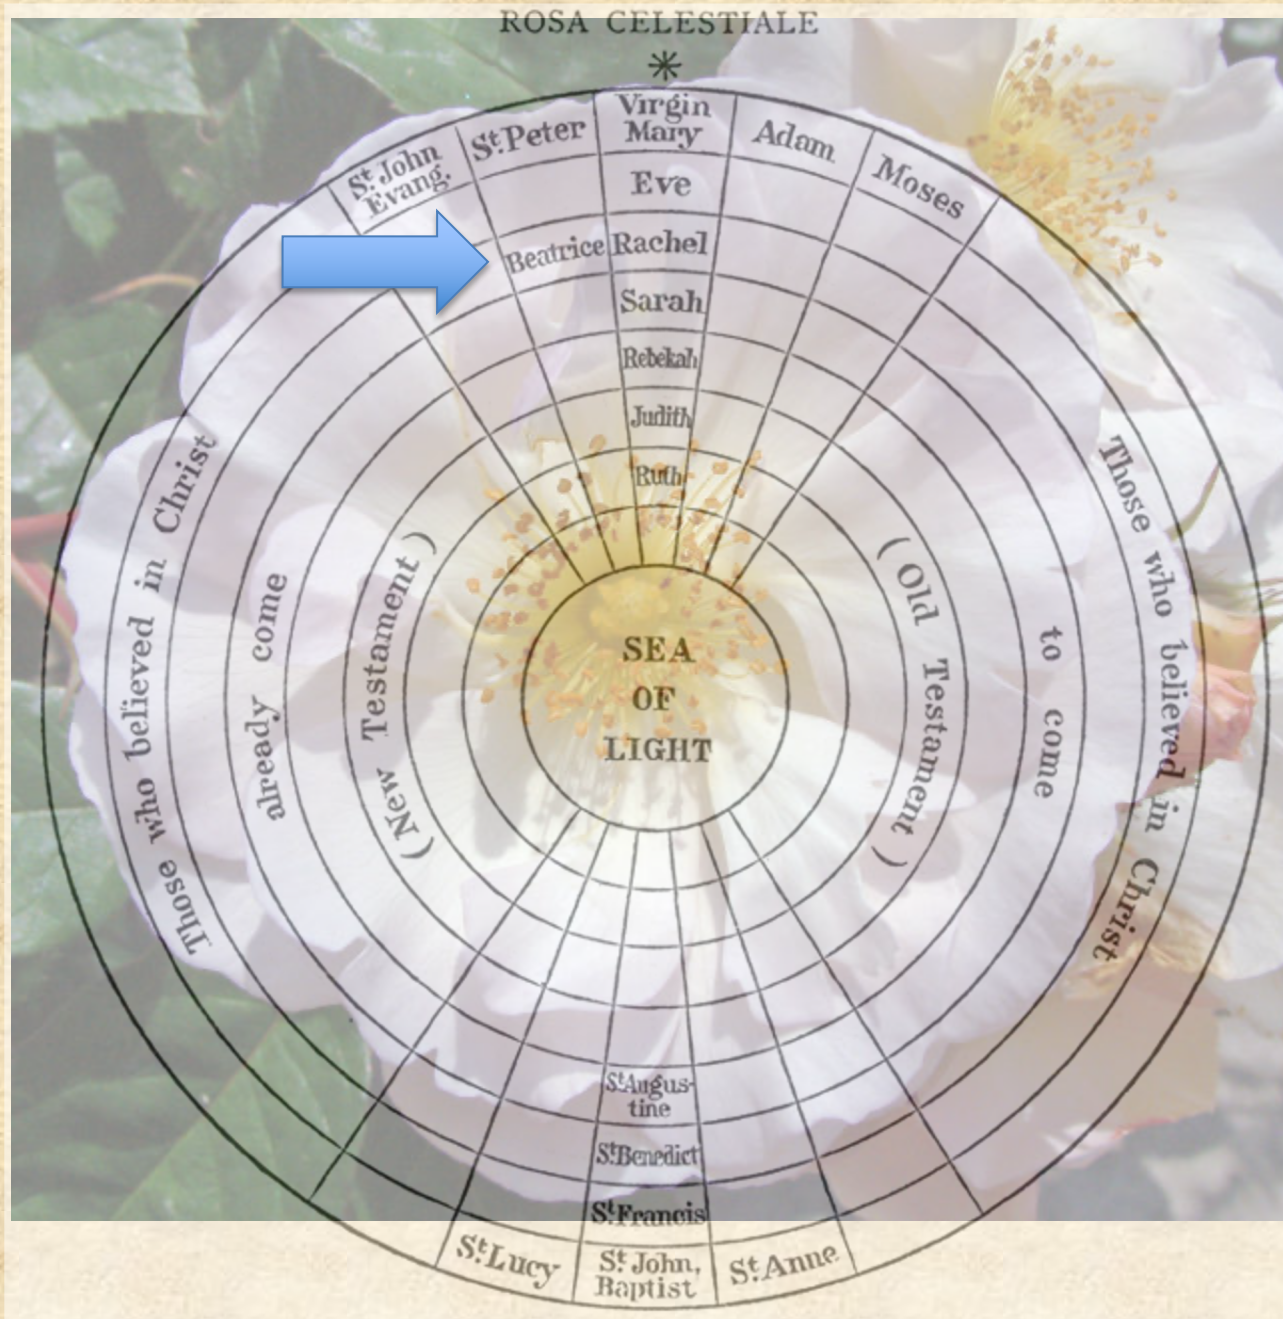 ROSA CELESTIALE
Virgin
Mary
St. Peter
Adam
St. John
Evang.
Moses
Eve
Beatrice
Rachel
Sarah
Rebekah
Judith
Ruth
Those who believed in Christ
already come
(New Testament)
SEA
OF
LIGHT
(Old Testament)
to come
Those who believed in Christ
St. Augus-
tine
St. Benedict
St. Francis
St. Lucy
St. John,
Baptist
St. Anne